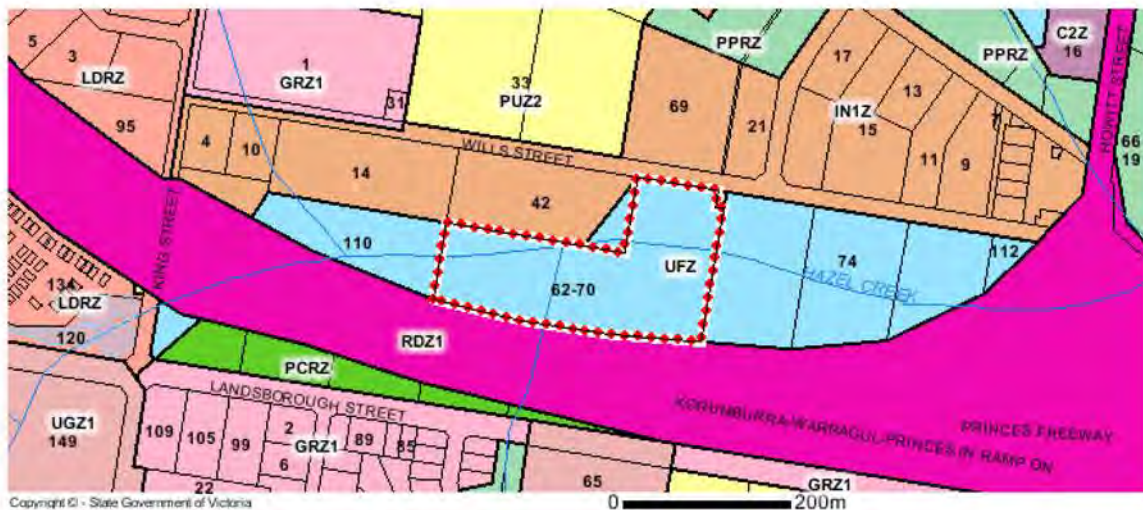 5
3
LDRZ
95
1
GRZ1
31
33
PUZ2
PPRZ
69
21
17
13
IN1Z
15
11
9
7
PPRZ
C2Z
16
HOWITT STREET
66
19
4
10
14
WILLS STREET
42
110
62-70
UFZ
74
HAZEL CREEK
112
KING STREET
134
LDRZ
120
RDZ1
PCRZ
LANDSBOROUGH STREET
KORUMBURRA-WARRAGUL-PRINCES IN RAMP ON
PRINCES FREEWAY
UGZ1
149
109
105
99
2
GRZ1
6
89
85
22
65
GRZ1
Copyright © - State Government of Victoria
0 200m